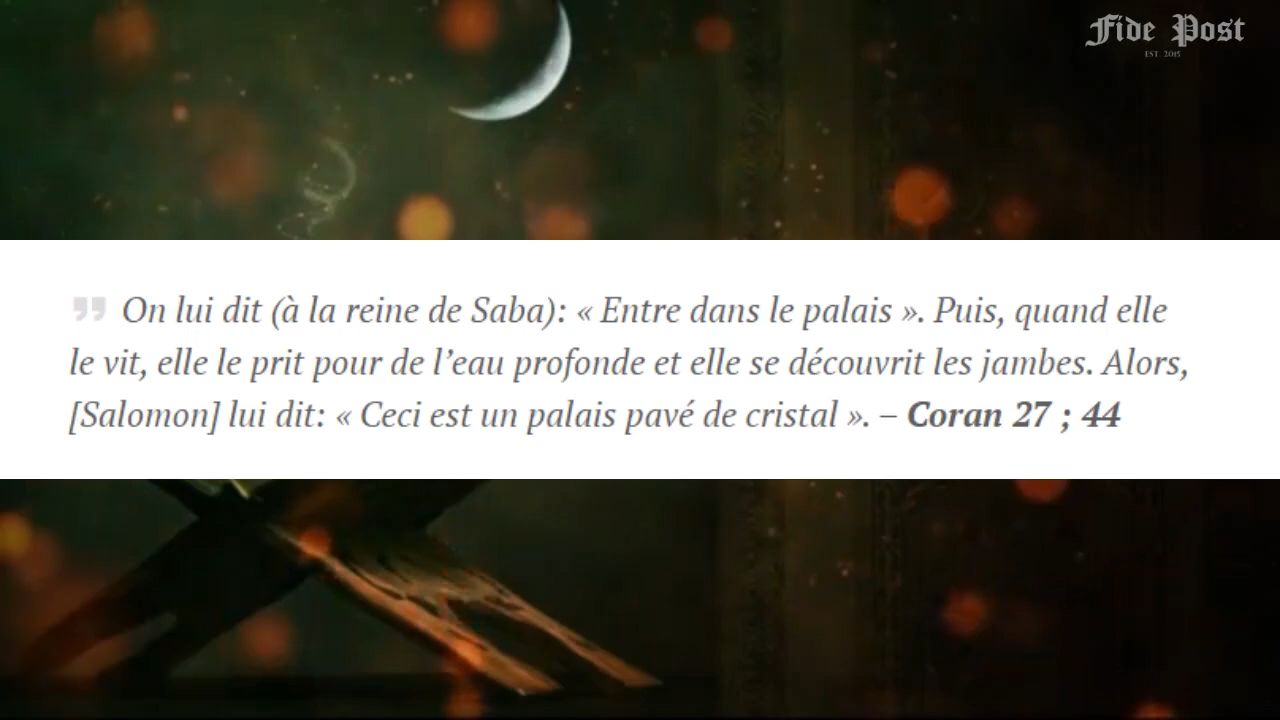 Fide Post
EST. 2015
On lui dit (à la reine de Saba): « Entre dans le palais ». Puis, quand elle
le vit, elle le prit pour de l’eau profonde et elle se découvrit les jambes. Alors,
[Salomon] lui dit: « Ceci est un palais pavé de cristal ». – Coran 27 ; 44